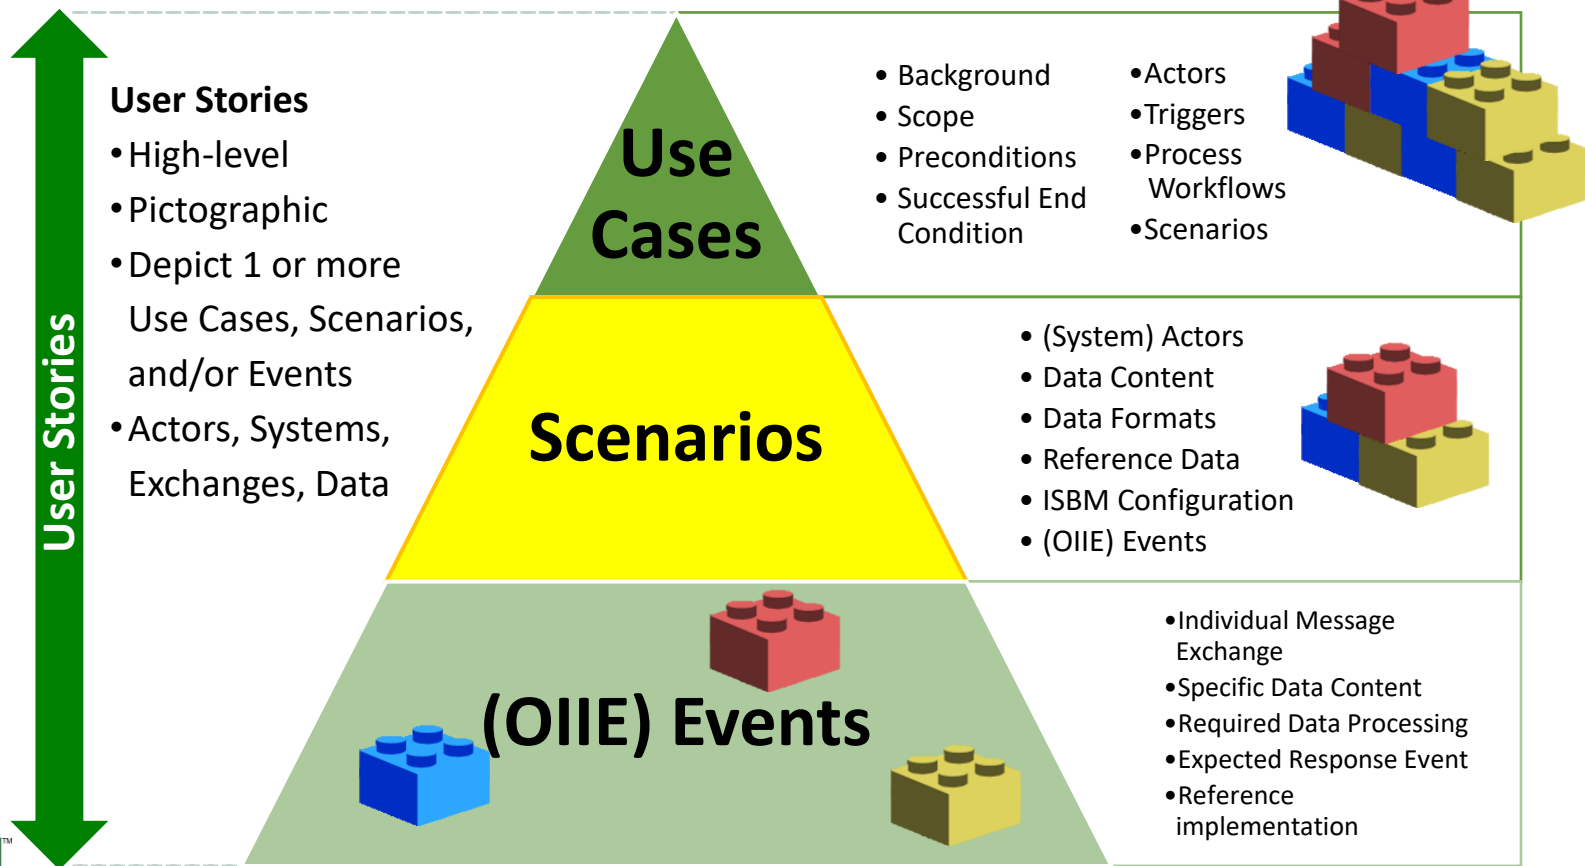 User Stories
User Stories
•High-level
•Pictographic
•Depict 1 or more
Use Cases, Scenarios,
and/or Events
•Actors, Systems,
Exchanges, Data
Use
Cases
• Background
• Scope
• Preconditions
• Successful End
Condition
•Actors
•Triggers
•Process
Workflows
•Scenarios
Scenarios
• (System) Actors
• Data Content
• Data Formats
• Reference Data
• ISBM Configuration
• (OIIE) Events
(OIIE) Events
•Individual Message
Exchange
•Specific Data Content
•Required Data Processing
•Expected Response Event
•Reference
implementation
™